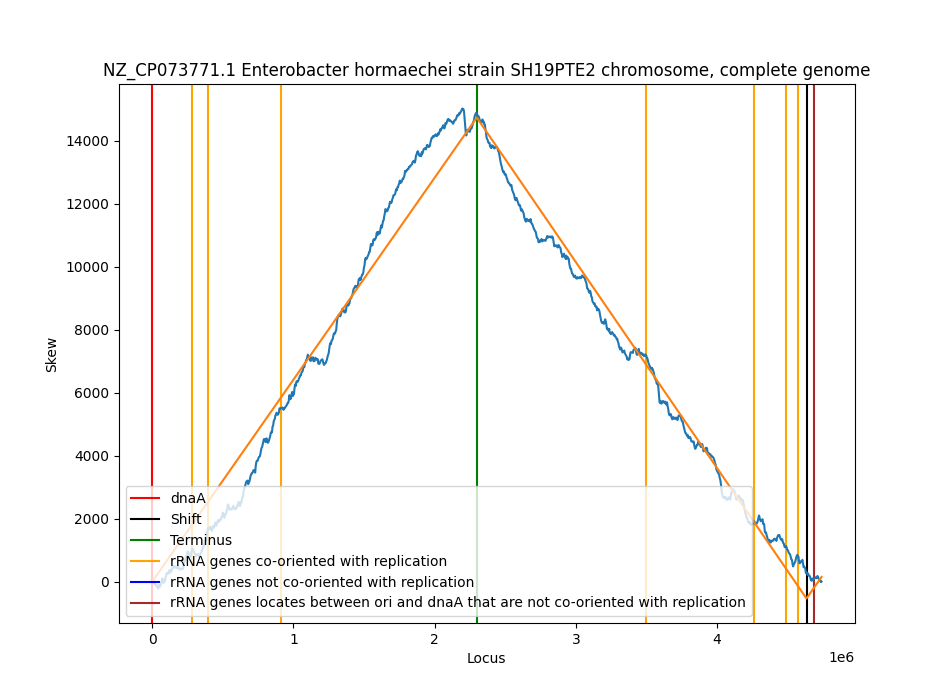 NZ_CP073771.1 Enterobacter hormaechei strain SH19PTE2 chromosome, complete genome
14000
12000
10000
8000
6000
4000
2000
0
Skew
dnaA
Shift
Terminus
rRNA genes co-oriented with replication
rRNA genes not co-oriented with replication
rRNA genes locates between ori and dnaA that are not co-oriented with replication
0 1 2 3 4
1e6
Locus